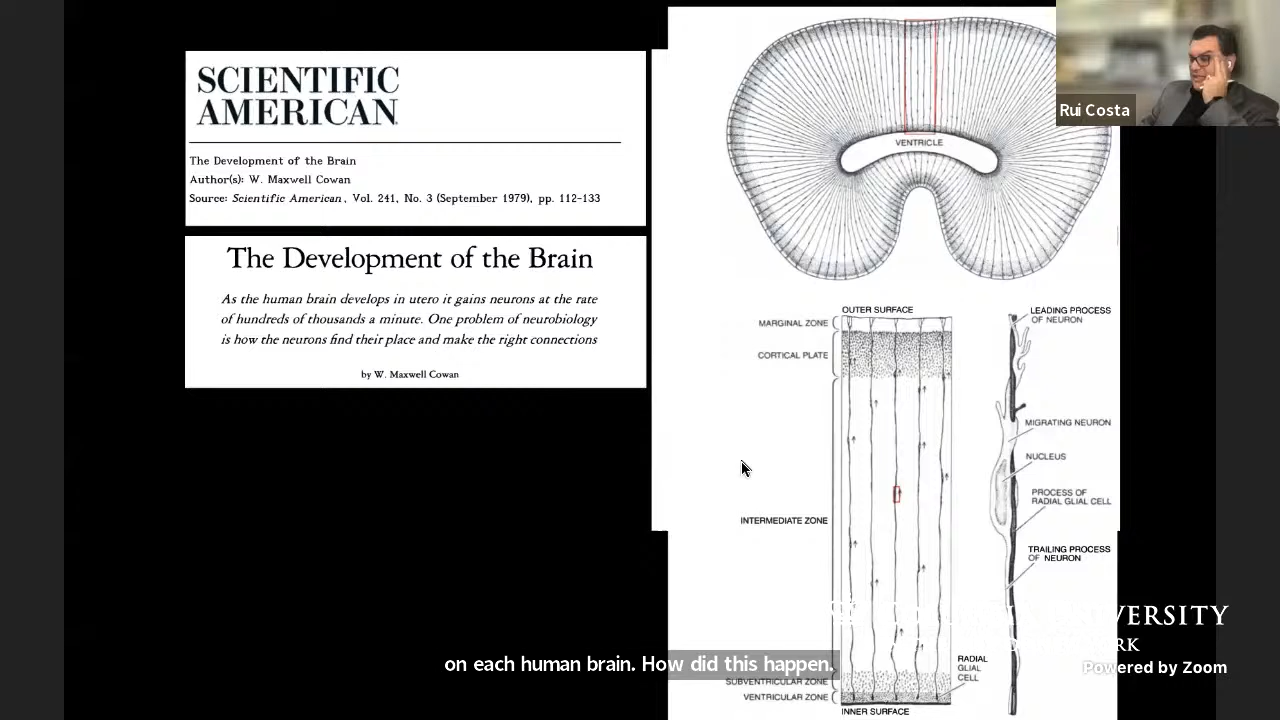 SCIENTIFIC
AMERICAN
The Development of the Brain
Author(s): W. Maxwell Cowan
Source: Scientific American, Vol. 241, No. 3 (September 1979), pp. 112-133
The Development of the Brain
As the human brain develops in utero it gains neurons at the rate
of hundreds of thousands a minute. One problem of neurobiology
is how the neurons find their place and make the right connections
by W. Maxwell Cowan
VENTRICLE
Rui Costa
OUTER SURFACE
MARGINAL ZONE
CORTICAL PLATE
INTERMEDIATE ZONE
SUBVENTRICULAR ZONE
VENTRICULAR ZONE
INNER SURFACE
RADIAL
GLIAL
CELL
LEADING PROCESS
OF NEURON
MIGRATING NEURON
NUCLEUS
PROCESS OF
RADIAL GLIAL CELL
TRAILING PROCESS
OF NEURON
on each human brain. How did this happen.
Powered by Zoom